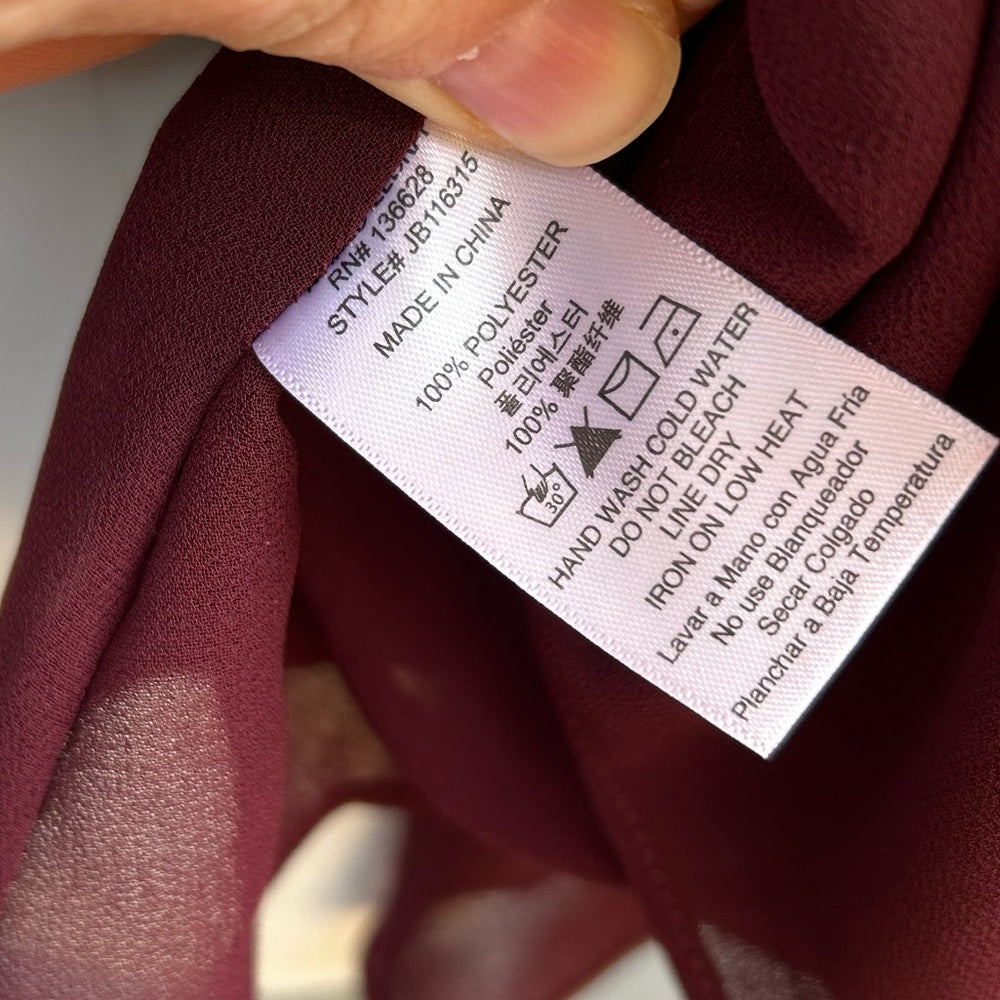 RN# 136628
STYLE# JB116315
MADE IN CHINA
100% POLYESTER
Poliéster
폴리에스터
100% 聚酯纤维
30°
HAND WASH COLD WATER
DO NOT BLEACH
LINE DRY
IRON ON LOW HEAT
Lavar a Mano con Agua Fria
No use Blanqueador
Secar Colgado
Planchar a Baja Temperatura